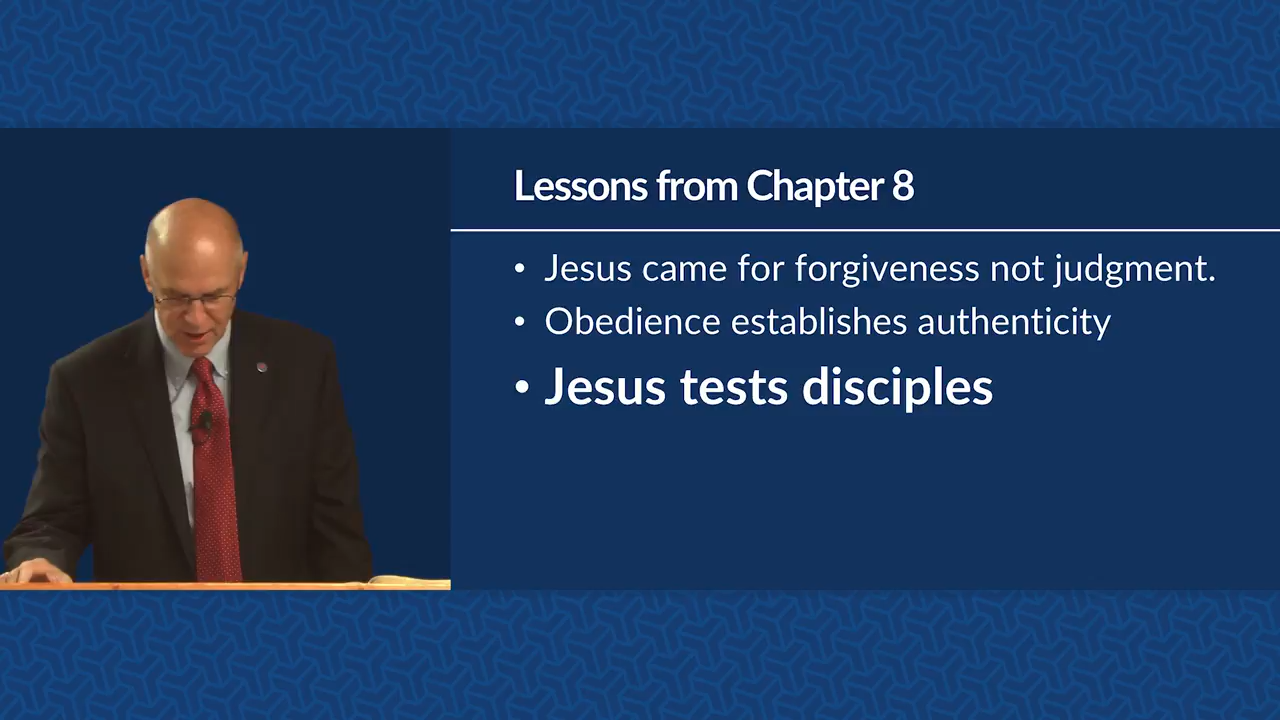 Lessons from Chapter 8
• Jesus came for forgiveness not judgment.
• Obedience establishes authenticity
• Jesus tests disciples